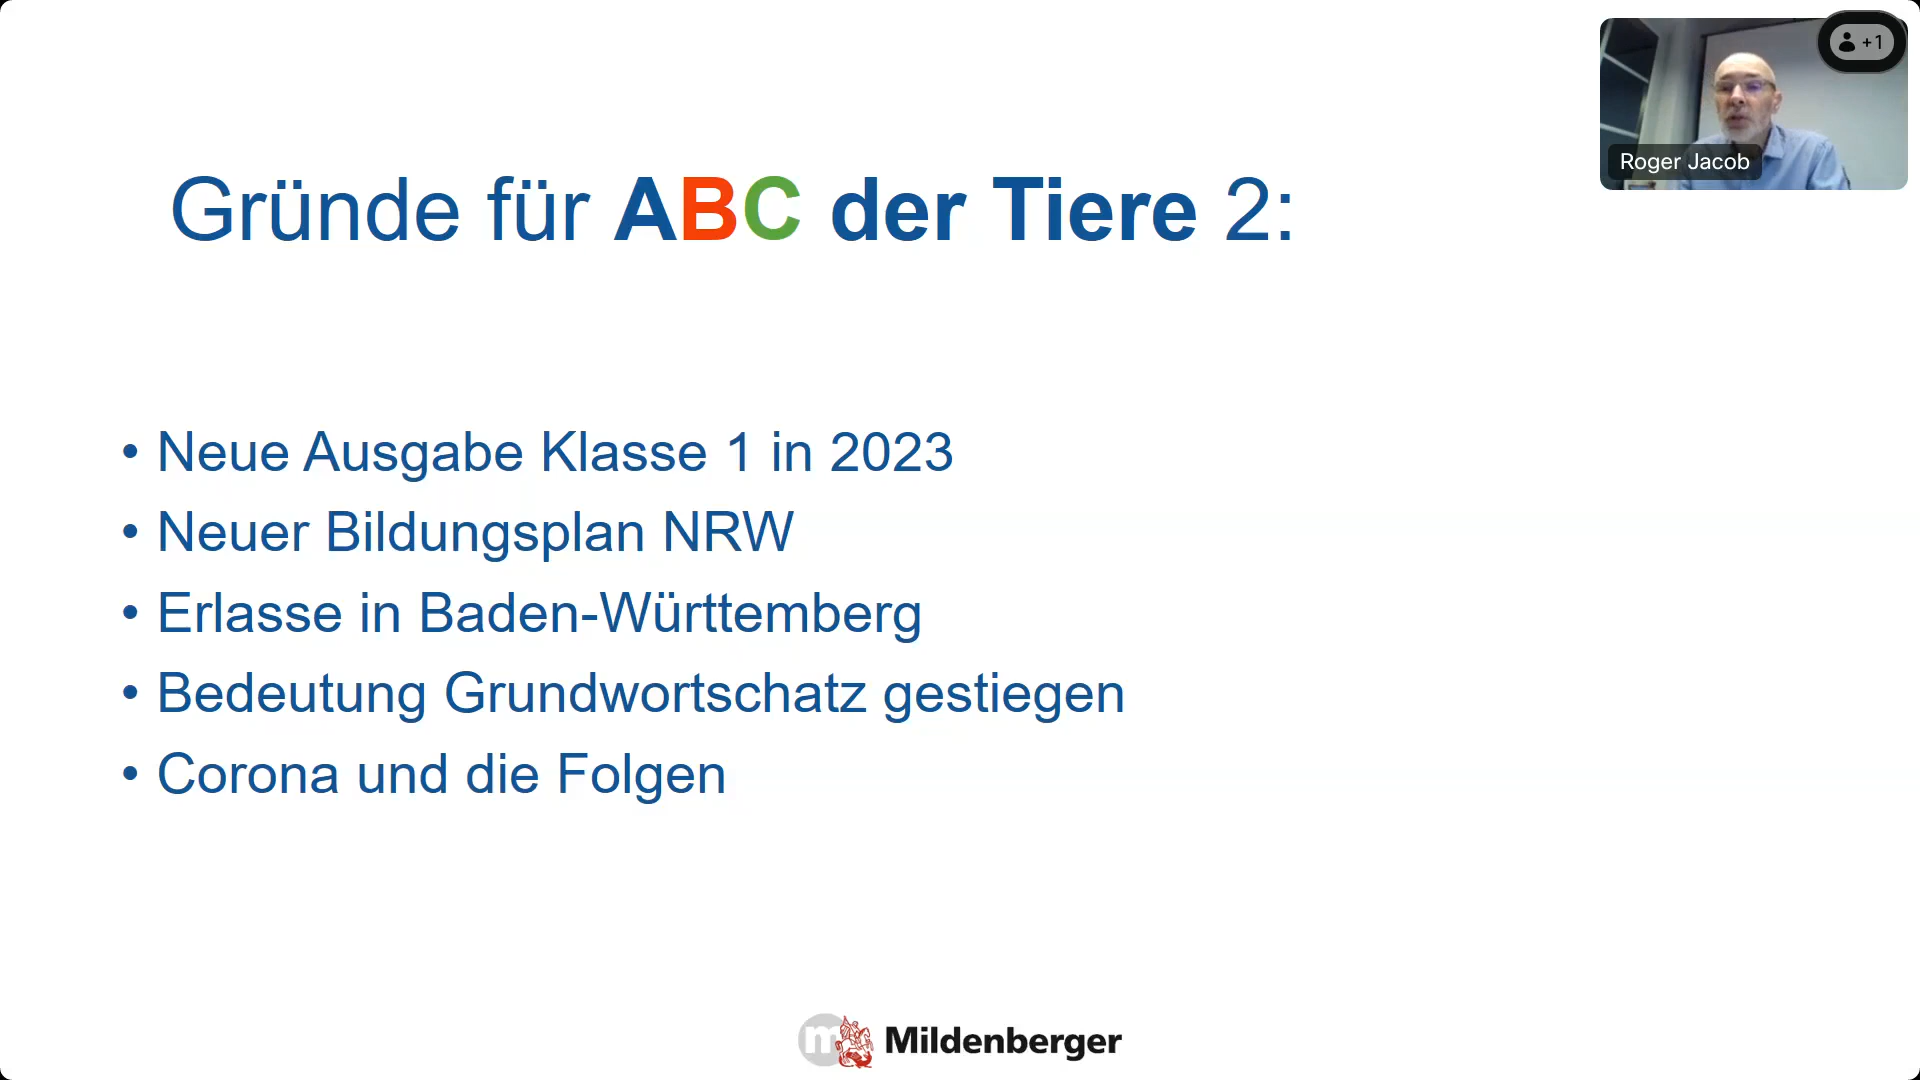 +1
Roger Jacob
Gründe für ABC der Tiere 2:
• Neue Ausgabe Klasse 1 in 2023
• Neuer Bildungsplan NRW
• Erlasse in Baden-Württemberg
• Bedeutung Grundwortschatz gestiegen
• Corona und die Folgen
m Mildenberger